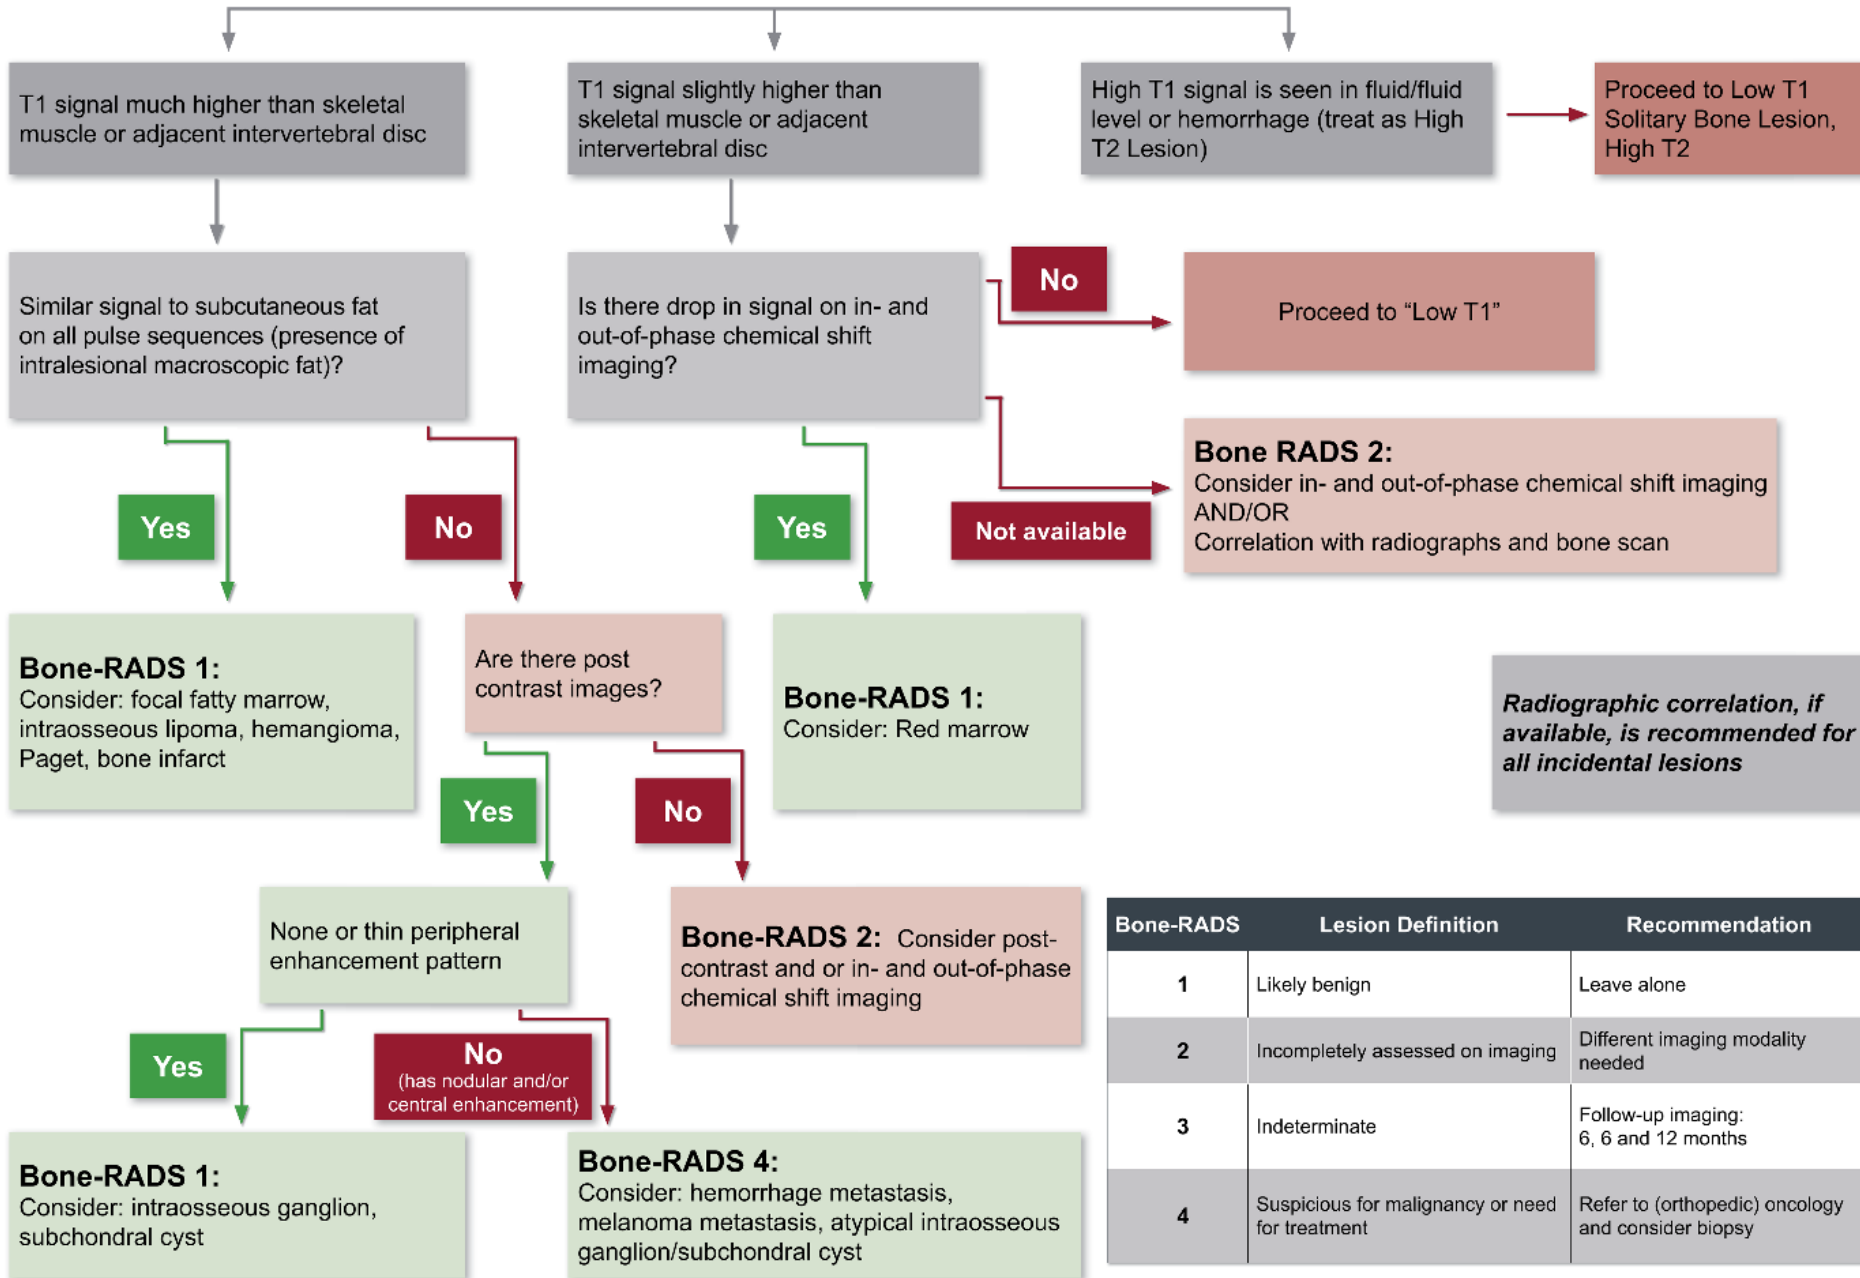 T1 signal much higher than skeletal
muscle or adjacent intervertebral disc
T1 signal slightly higher than
skeletal muscle or adjacent
intervertebral disc
High T1 signal is seen in fluid/fluid
level or hemorrhage (treat as High
T2 Lesion)
Proceed to Low T1
Solitary Bone Lesion,
High T2
Similar signal to subcutaneous fat
on all pulse sequences (presence of
intralesional macroscopic fat)?
Is there drop in signal on in- and
out-of-phase chemical shift
imaging?
No
Proceed to “Low T1”
Yes
No
Yes
Not available
Bone RADS 2:
Consider in- and out-of-phase chemical shift imaging
AND/OR
Correlation with radiographs and bone scan
Bone-RADS 1:
Consider: focal fatty marrow,
intraosseous lipoma, hemangioma,
Paget, bone infarct
Are there post
contrast images?
Bone-RADS 1:
Consider: Red marrow
Radiographic correlation, if
available, is recommended for
all incidental lesions
Yes
No
None or thin peripheral
enhancement pattern
Bone-RADS 2: Consider post-
contrast and or in- and out-of-phase
chemical shift imaging
Yes
No
(has nodular and/or
central enhancement)
Bone-RADS 1:
Consider: intraosseous ganglion,
subchondral cyst
Bone-RADS 4:
Consider: hemorrhage metastasis,
melanoma metastasis, atypical intraosseous
ganglion/subchondral cyst
Bone-RADS Lesion Definition Recommendation
1 Likely benign Leave alone
2 Incompletely assessed on imaging Different imaging modality
needed
3 Indeterminate Follow-up imaging:
6, 6 and 12 months
4 Suspicious for malignancy or need
for treatment Refer to (orthopedic) oncology
and consider biopsy